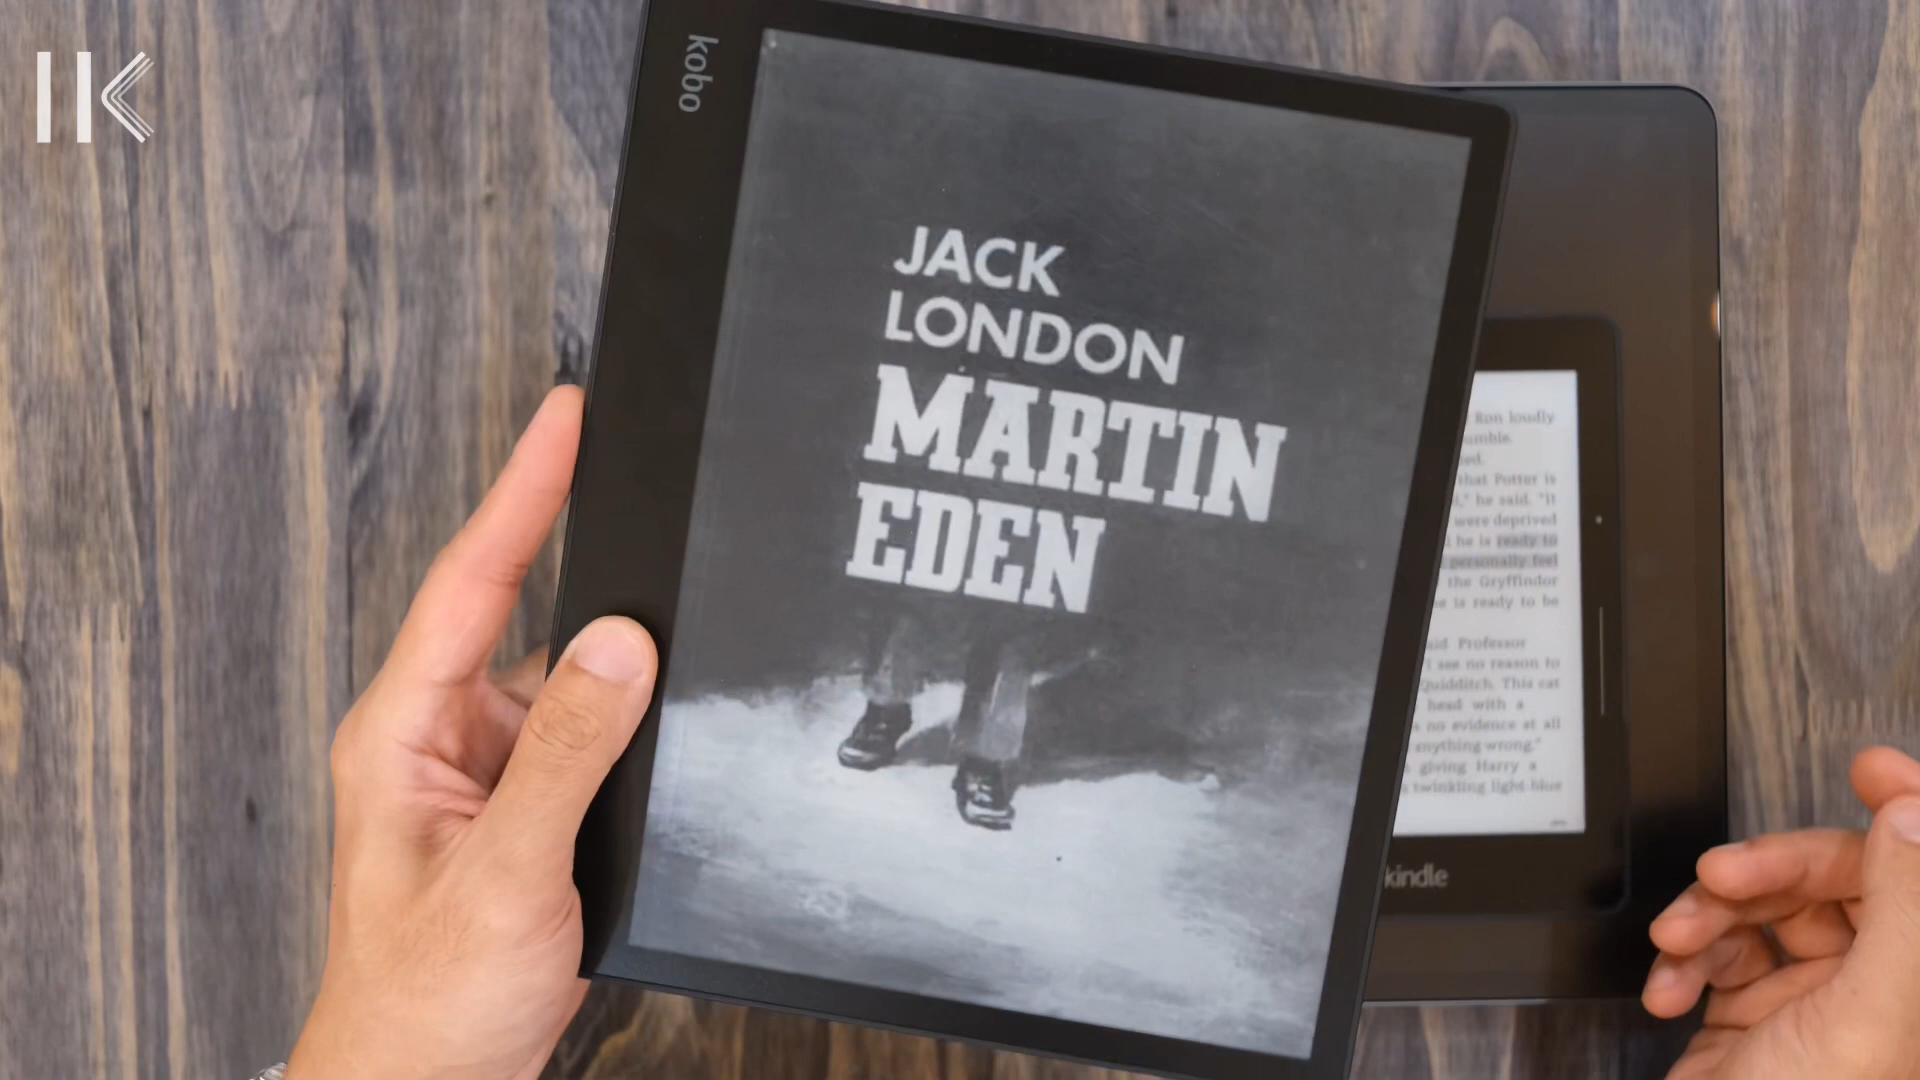 kobo
JACK
LONDON
MARTIN
EDEN
Ron loudly
that Potter is
he said. "It
were deprived
he is ready to
personally feel
the Gryffindor
is ready to be
Professor
I see no reason to
Quidditch. This cat
head with a
no evidence at all
anything wrong."
giving Harry a
twinkling light-blue
kindle